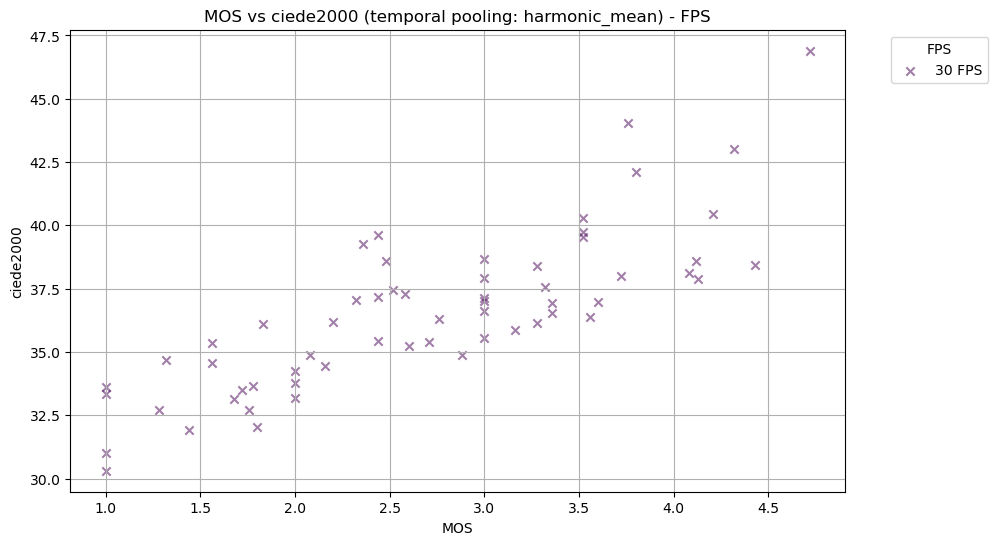 MOS vs ciede2000 (temporal pooling: harmonic_mean) - FPS
FPS
30 FPS
47.5
45.0
42.5
40.0
37.5
35.0
32.5
30.0
ciede2000
1.0 1.5 2.0 2.5 3.0 3.5 4.0 4.5
MOS